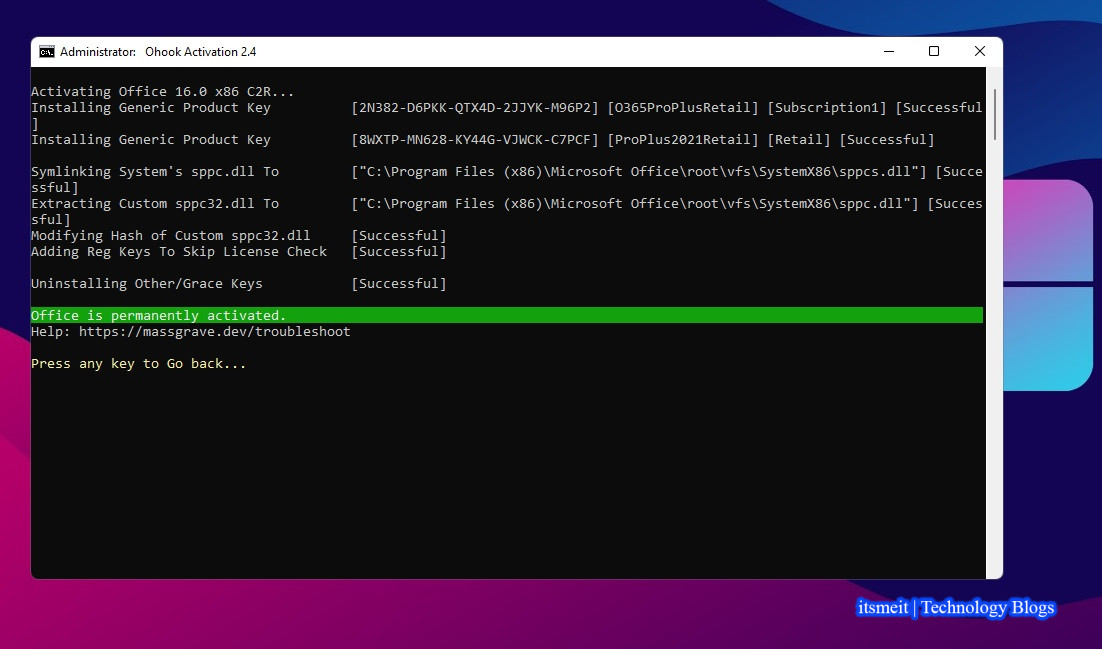 Administrator:  Ohook Activation 2.4
Activating Office 16.0 x86 C2R...
Installing Generic Product Key          [2N382-D6PKK-QTX4D-2JJYK-M96P2] [O365ProPlusRetail] [Subscription1] [Successful
]
Installing Generic Product Key          [8WXTP-MN628-KY44G-VJWCK-C7PCF] [ProPlus2021Retail] [Retail] [Successful]
Symlinking System's sppc.dll To         ["C:\Program Files (x86)\Microsoft Office\root\vfs\SystemX86\sppcs.dll"] [Succe
ssful]
Extracting Custom sppc32.dll To         ["C:\Program Files (x86)\Microsoft Office\root\vfs\SystemX86\sppc.dll"] [Succes
sful]
Modifying Hash of Custom sppc32.dll     [Successful]
Adding Reg Keys To Skip License Check   [Successful]
Uninstalling Other/Grace Keys           [Successful]
Office is permanently activated.
Help: https://massgrave.dev/troubleshoot
Press any key to Go back...
itsmeit | Technology Blogs